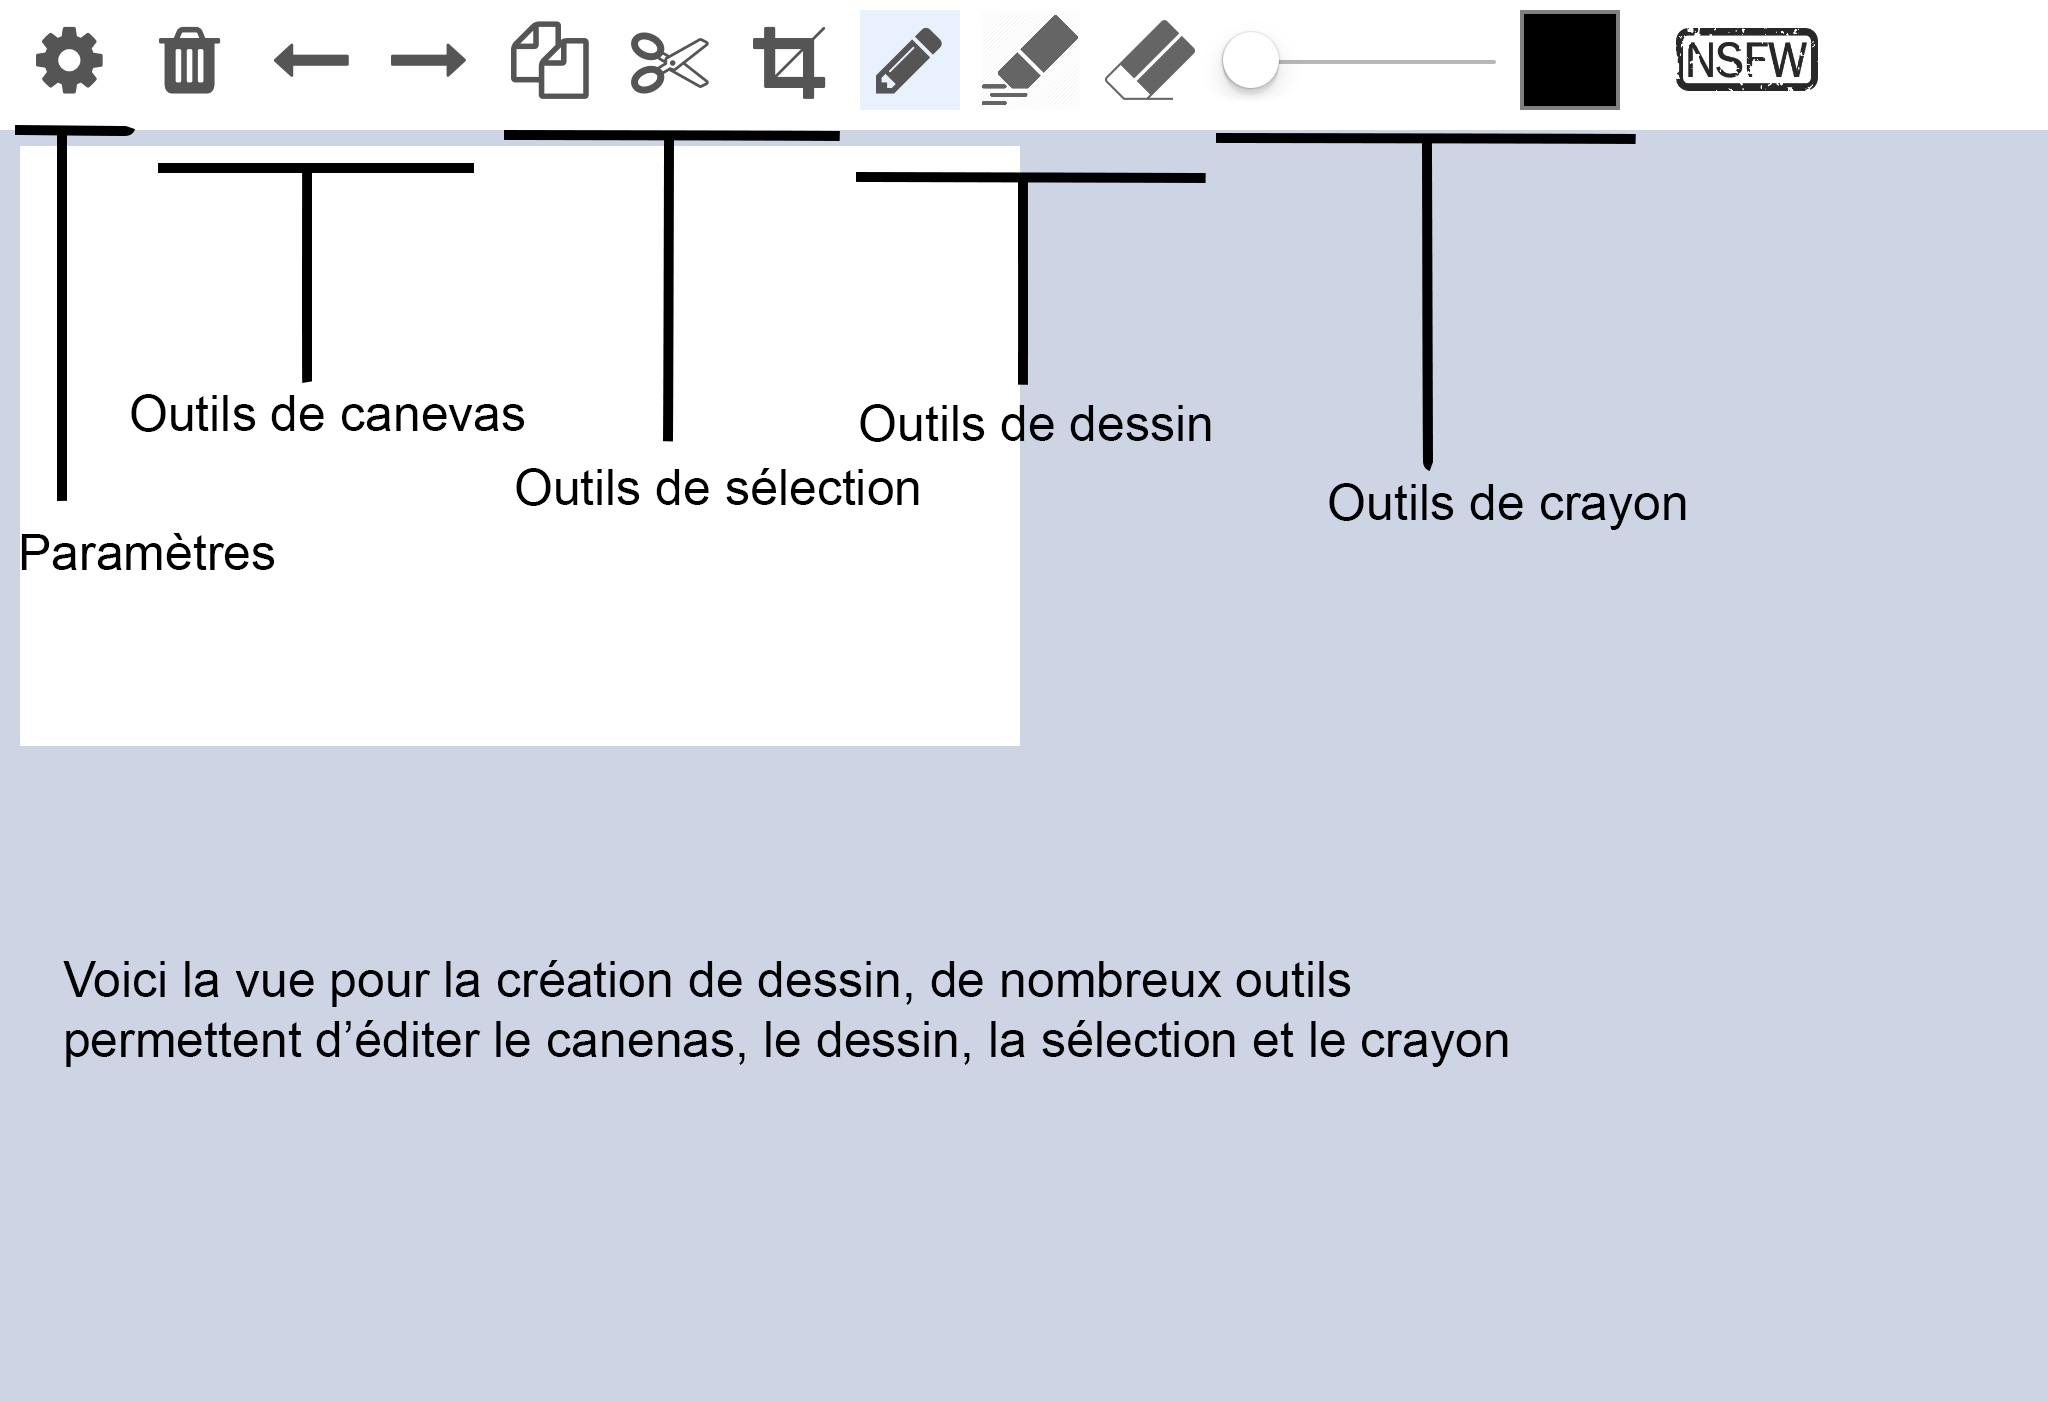 NSFW
Outils de canevas
Outils de dessin
Outils de sélection
Outils de crayon
Paramètres
Voici la vue pour la création de dessin, de nombreux outils
permettent d’éditer le canenas, le dessin, la sélection et le crayon